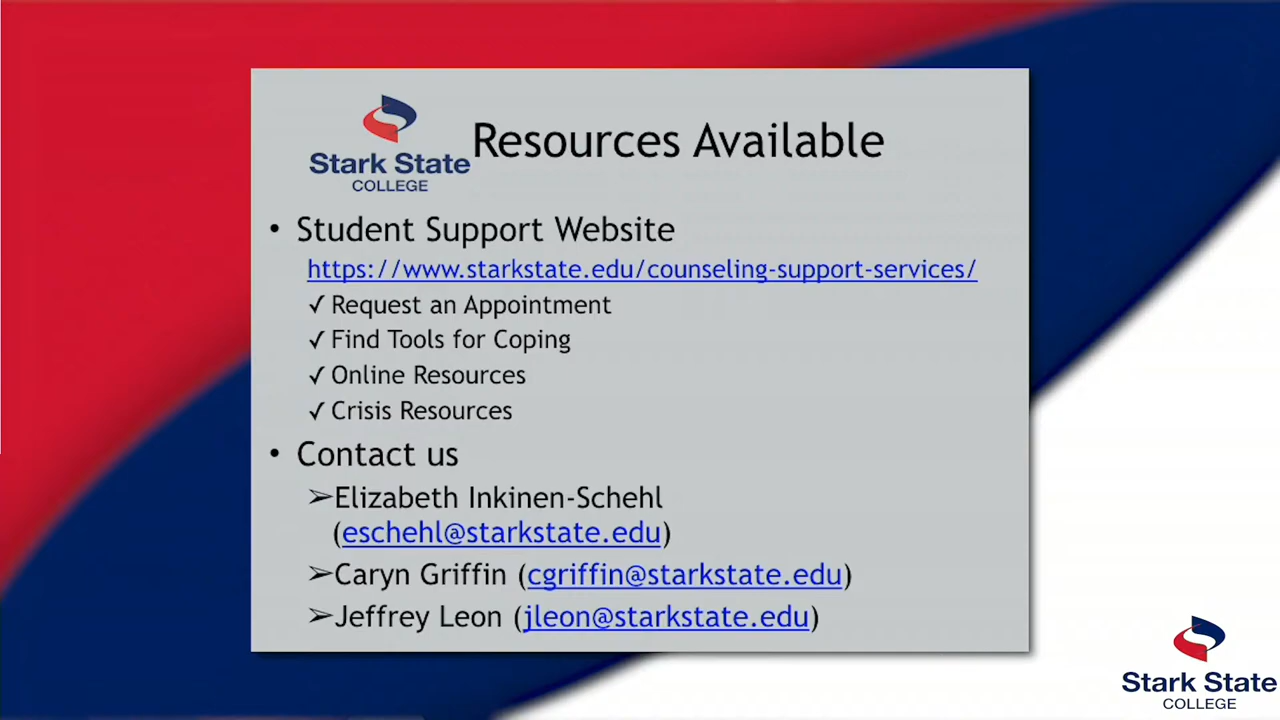 Stark State
COLLEGE
Resources Available
• Student Support Website
https://www.starkstate.edu/counseling-support-services/
✓ Request an Appointment
✓ Find Tools for Coping
✓ Online Resources
✓ Crisis Resources
• Contact us
➢Elizabeth Inkinen-Schehl
(eschehl@starkstate.edu)
➢Caryn Griffin (cgriffin@starkstate.edu)
➢Jeffrey Leon (jleon@starkstate.edu)
Stark State
COLLEGE